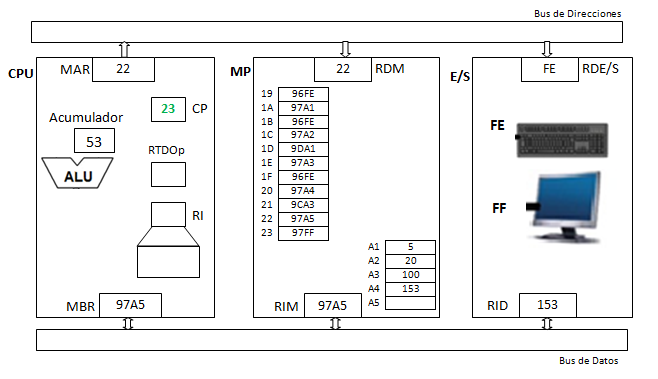 Bus de Direcciones
CPU
MAR
22
MP
22
RDM
E/S
FE
RDE/S
23
CP
Acumulador
53
ALU
RTDOp
RI
MBR
97A5
19 96FE
1A 97A1
1B 96FE
1C 97A2
1D 9DA1
1E 97A3
1F 96FE
20 97A4
21 9CA3
22 97A5
23 97FF
A1 5
A2 20
A3 100
A4 153
A5
RIM
97A5
FE
FF
RID
153
Bus de Datos